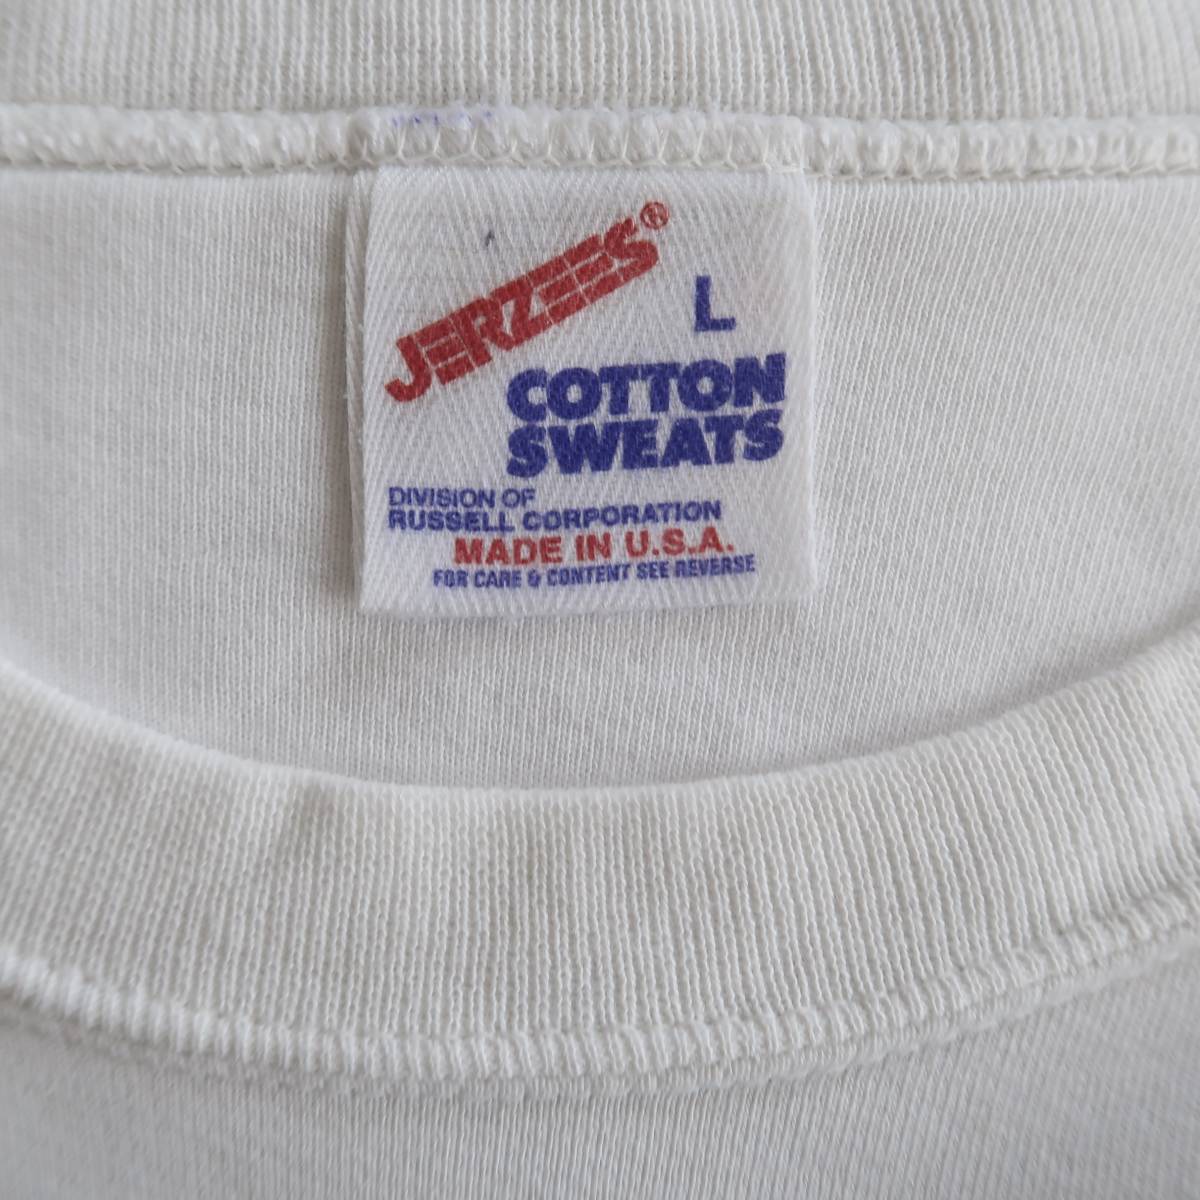 JERZEES®
L
COTTON
SWEATS
DIVISION OF
RUSSELL CORPORATION
MADE IN U.S.A.
FOR CARE & CONTENT SEE REVERSE